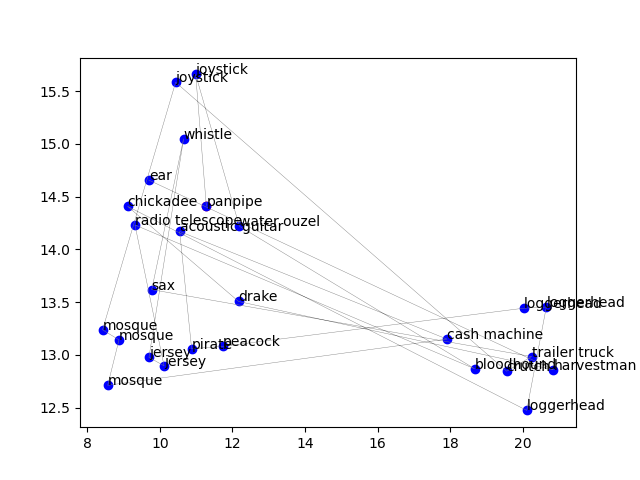 joystick
joystick
15.5
whistle
15.0
ear
14.5
chickadee
panpipe
radio telescope
water ouzel
acoustic guitar
14.0
sax
drake
13.5
loggerhead
loggerhead
mosque
mosque
cash machine
peacock
pirate
13.0
jersey
jersey
trailer truck
bloodhound
crutch
harvestman
mosque
12.5
loggerhead
8
10
12
14
16
18
20